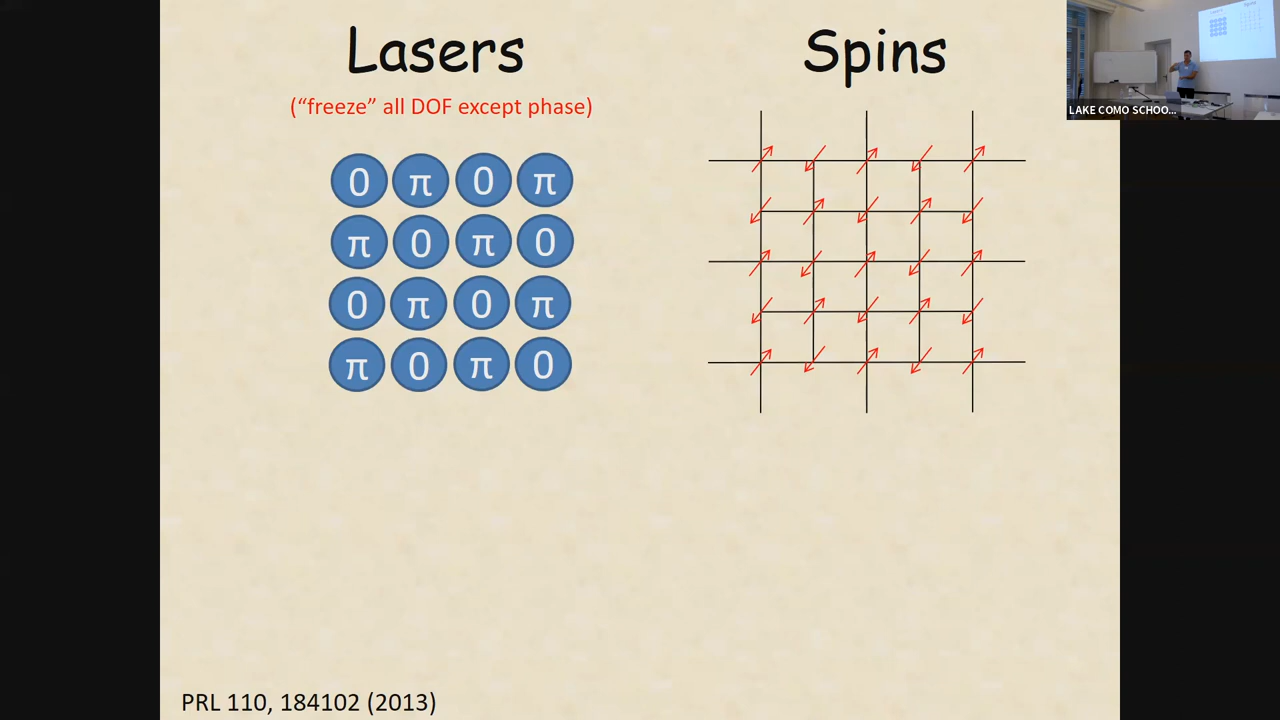 Lasers
("freeze" all DOF except phase)
0 π 0 π
π 0 π 0
0 π 0 π
π 0 π 0
Spins
PRL 110, 184102 (2013)
LAKE COMO SCHOO...